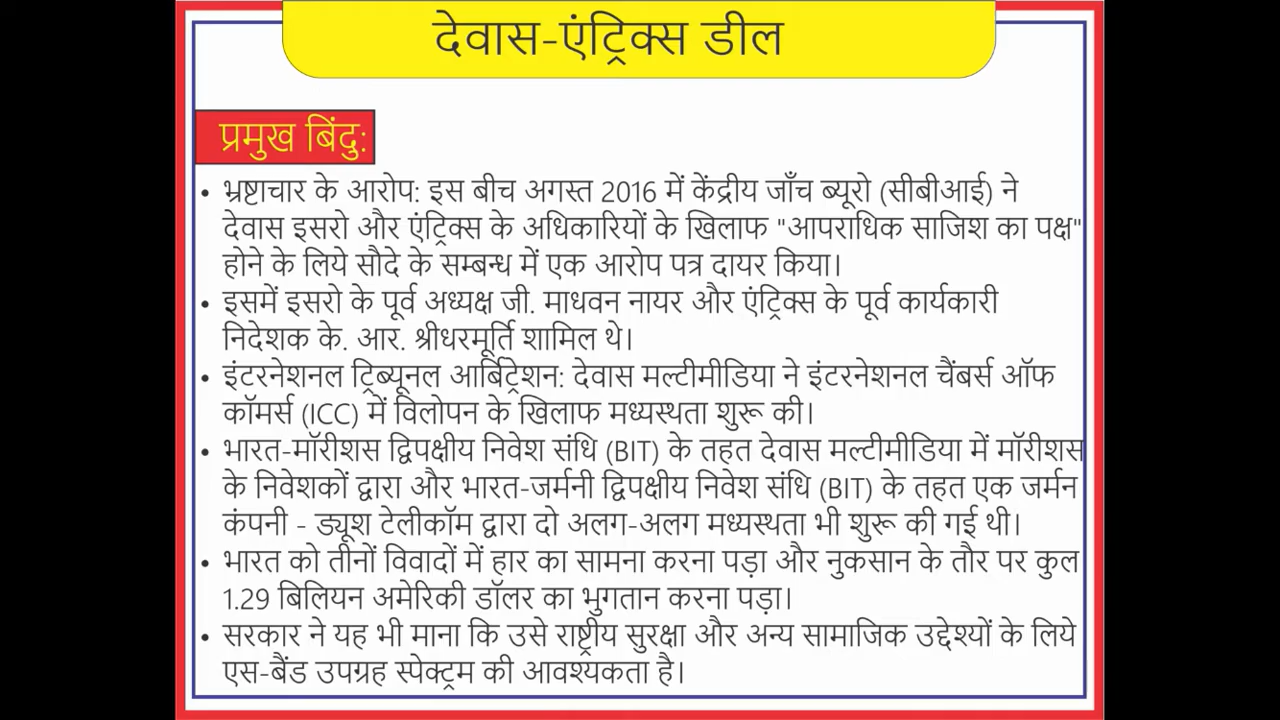 देवास-एंट्रिक्स डील
प्रमुख बिंदु:
• भ्रष्टाचार के आरोप: इस बीच अगस्त 2016 में केंद्रीय जाँच ब्यूरो (सीबीआई) ने
देवास इसरो और एंट्रिक्स के अधिकारियों के खिलाफ "आपराधिक साजिश का पक्ष"
होने के लिये सौदे के सम्बन्ध में एक आरोप पत्र दायर किया।
• इसमें इसरो के पूर्व अध्यक्ष जी. माधवन नायर और एंट्रिक्स के पूर्व कार्यकारी
निदेशक के. आर. श्रीधरमूर्ति शामिल थे।
• इंटरनेशनल ट्रिब्यूनल आर्बिट्रेशन: देवास मल्टीमीडिया ने इंटरनेशनल चैंबर्स ऑफ
कॉमर्स (ICC) में विलोपन के खिलाफ मध्यस्थता शुरू की।
• भारत-मॉरीशस द्विपक्षीय निवेश संधि (BIT) के तहत देवास मल्टीमीडिया में मॉरीशस
के निवेशकों द्वारा और भारत-जर्मनी द्विपक्षीय निवेश संधि (BIT) के तहत एक जर्मन
कंपनी - ड्यूश टेलीकॉम द्वारा दो अलग-अलग मध्यस्थता भी शुरू की गई थी।
• भारत को तीनों विवादों में हार का सामना करना पड़ा और नुकसान के तौर पर कुल
1.29 बिलियन अमेरिकी डॉलर का भुगतान करना पड़ा।
• सरकार ने यह भी माना कि उसे राष्ट्रीय सुरक्षा और अन्य सामाजिक उद्देश्यों के लिये
एस-बैंड उपग्रह स्पेक्ट्रम की आवश्यकता है।